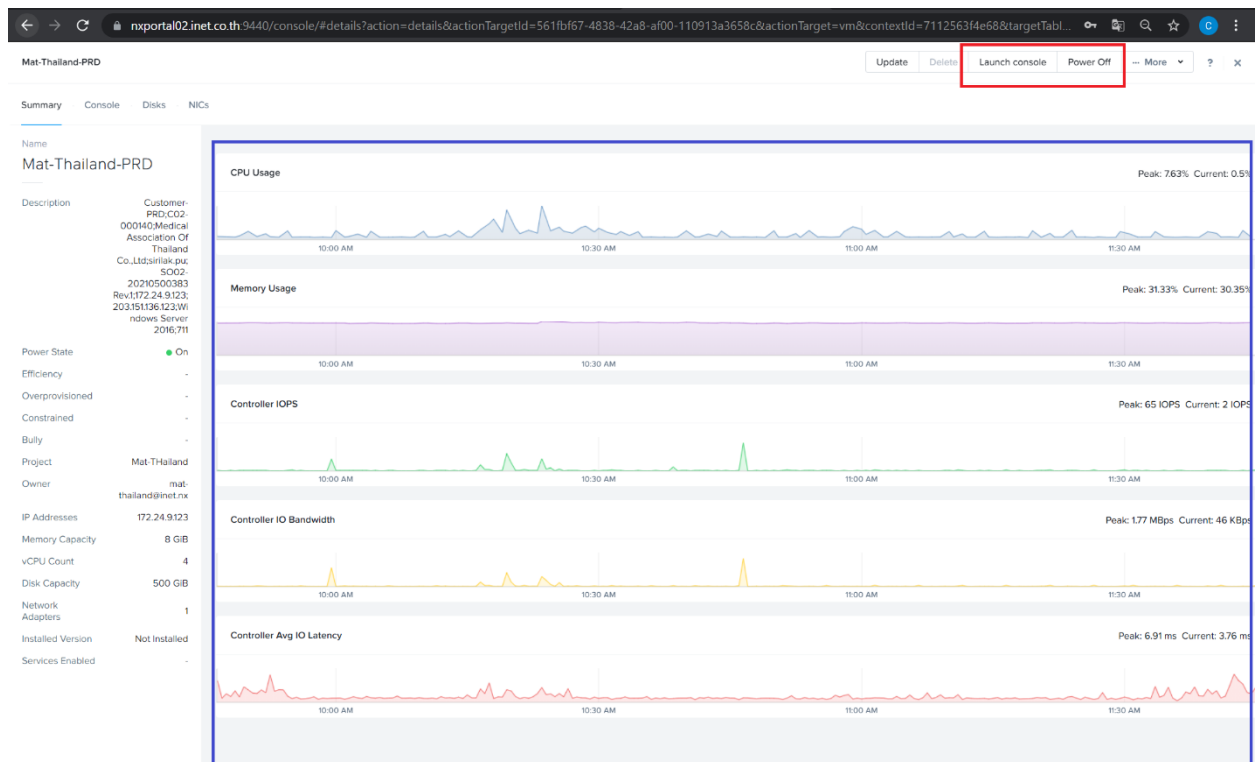 nxportal02.inet.co.th:9440/console/#details?action=details&actionTargetId=561fbf67-4838-42a8-af00-110913a3658c&actionTarget=vm&contextId=7112563f4e68&targetTabl...
C
Mat-Thailand-PRD
Update
Delete
Launch console
Power Off
··· More
?
Summary
Console
Disks
NICs
Name
Mat-Thailand-PRD
Description
Customer-
PRD;C02-
000140;Medical
Association Of
Thailand
Co.,Ltd;sirilak.pu;
SO02-
20210500383
Rev.1;172.24.9.123;
203.151.136.123;Wi
ndows Server
2016;711
Power State
On
Efficiency
-
Overprovisioned
-
Constrained
-
Bully
-
Project
Mat-THailand
Owner
mat-
thailand@inet.nx
IP Addresses
172.24.9.123
Memory Capacity
8 GiB
vCPU Count
4
Disk Capacity
500 GiB
Network
Adapters
1
Installed Version
Not Installed
Services Enabled
-
CPU Usage
Peak: 7.63% Current: 0.5%
10:00 AM
10:30 AM
11:00 AM
11:30 AM
Memory Usage
Peak: 31.33% Current: 30.35%
10:00 AM
10:30 AM
11:00 AM
11:30 AM
Controller IOPS
Peak: 65 IOPS Current: 2 IOPS
10:00 AM
10:30 AM
11:00 AM
11:30 AM
Controller IO Bandwidth
Peak: 1.77 MBps Current: 46 KBps
10:00 AM
10:30 AM
11:00 AM
11:30 AM
Controller Avg IO Latency
Peak: 6.91 ms Current: 3.76 ms
10:00 AM
10:30 AM
11:00 AM
11:30 AM